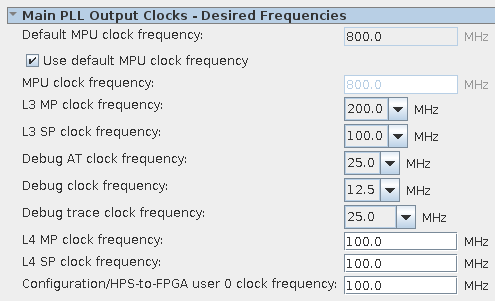 Main PLL Output Clocks - Desired Frequencies
Default MPU clock frequency: 800.0 MHz
Use default MPU clock frequency
MPU clock frequency: 800.0 MHz
L3 MP clock frequency: 200.0 MHz
L3 SP clock frequency: 100.0 MHz
Debug AT clock frequency: 25.0 MHz
Debug clock frequency: 12.5 MHz
Debug trace clock frequency: 25.0 MHz
L4 MP clock frequency: 100.0 MHz
L4 SP clock frequency: 100.0 MHz
Configuration/HPS-to-FPGA user 0 clock frequency: 100.0 MHz